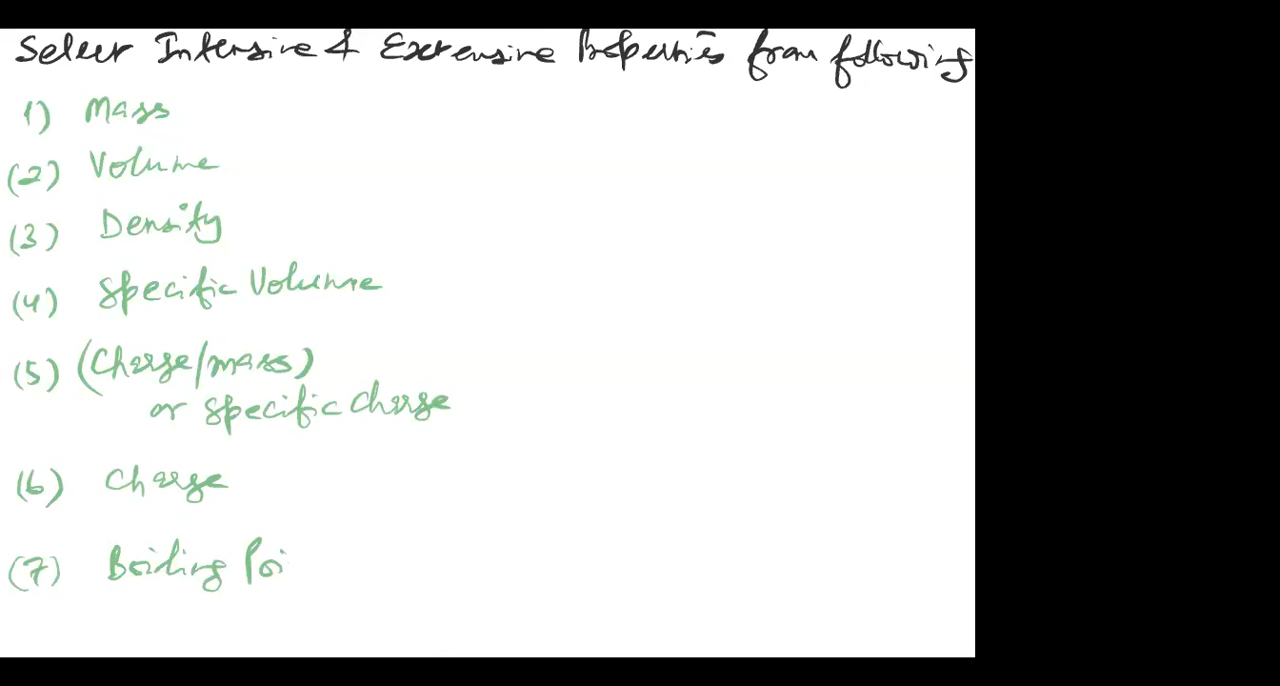 Select Intensive & Extensive Properties from following
1) Mass
(2) Volume
(3) Density
(4) Specific Volume
(5) (Charge/mass)
or specific charge
(6) Charge
(7) Boiling Poi